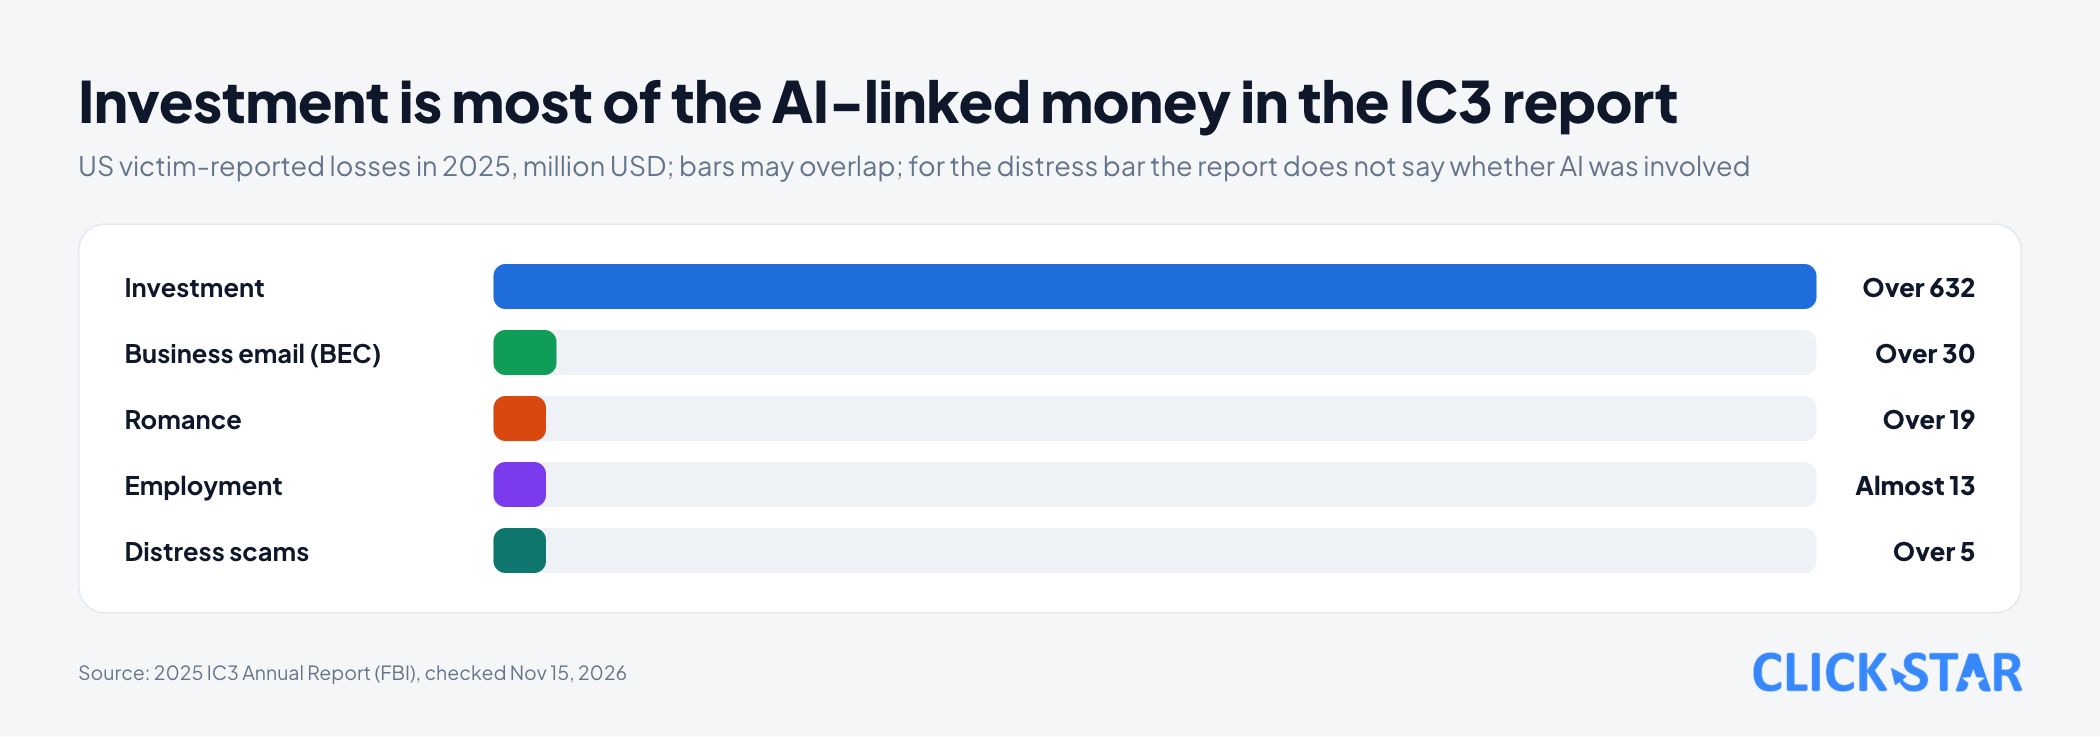 Investment is most of the AI-linked money in the IC3 report
US victim-reported losses in 2025, million USD; bars may overlap; for the distress bar the report does not say whether AI was involved
Investment Over 632
Business email (BEC) Over 30
Romance Over 19
Employment Almost 13
Distress scams Over 5
Source: 2025 IC3 Annual Report (FBI), checked Nov 15, 2026
CLICKSTAR